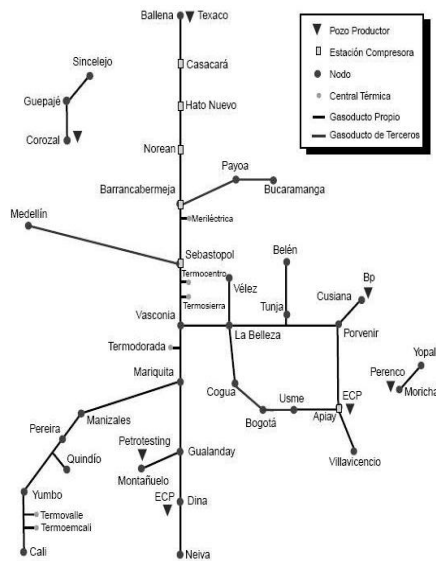 Ballena
Texaco
Pozo Productor
Estación Compresora
Nodo
Central Térmica
Gasoducto Propio
Gasoducto de Terceros
Sincelejo
Casacará
Guepajé
Hato Nuevo
Corozal
Norean
Payoa
Barrancabermeja
Bucaramanga
Medellín
Meriléctrica
Sebastopol
Belén
Termocentro
Vélez
Bp
Termosierra
Cusiana
Tunja
Vasconia
La Belleza
Porvenir
Termodorada
Yopal
Mariquita
Perenco
Cogua
Usme
ECP
Moricha
Manizales
Bogotá
Apiay
Pereira
Petrotesting
Gualanday
Quindío
Villavicencio
Montañuelo
Yumbo
ECP
Dina
Termovalle
Termoemcali
Cali
Neiva